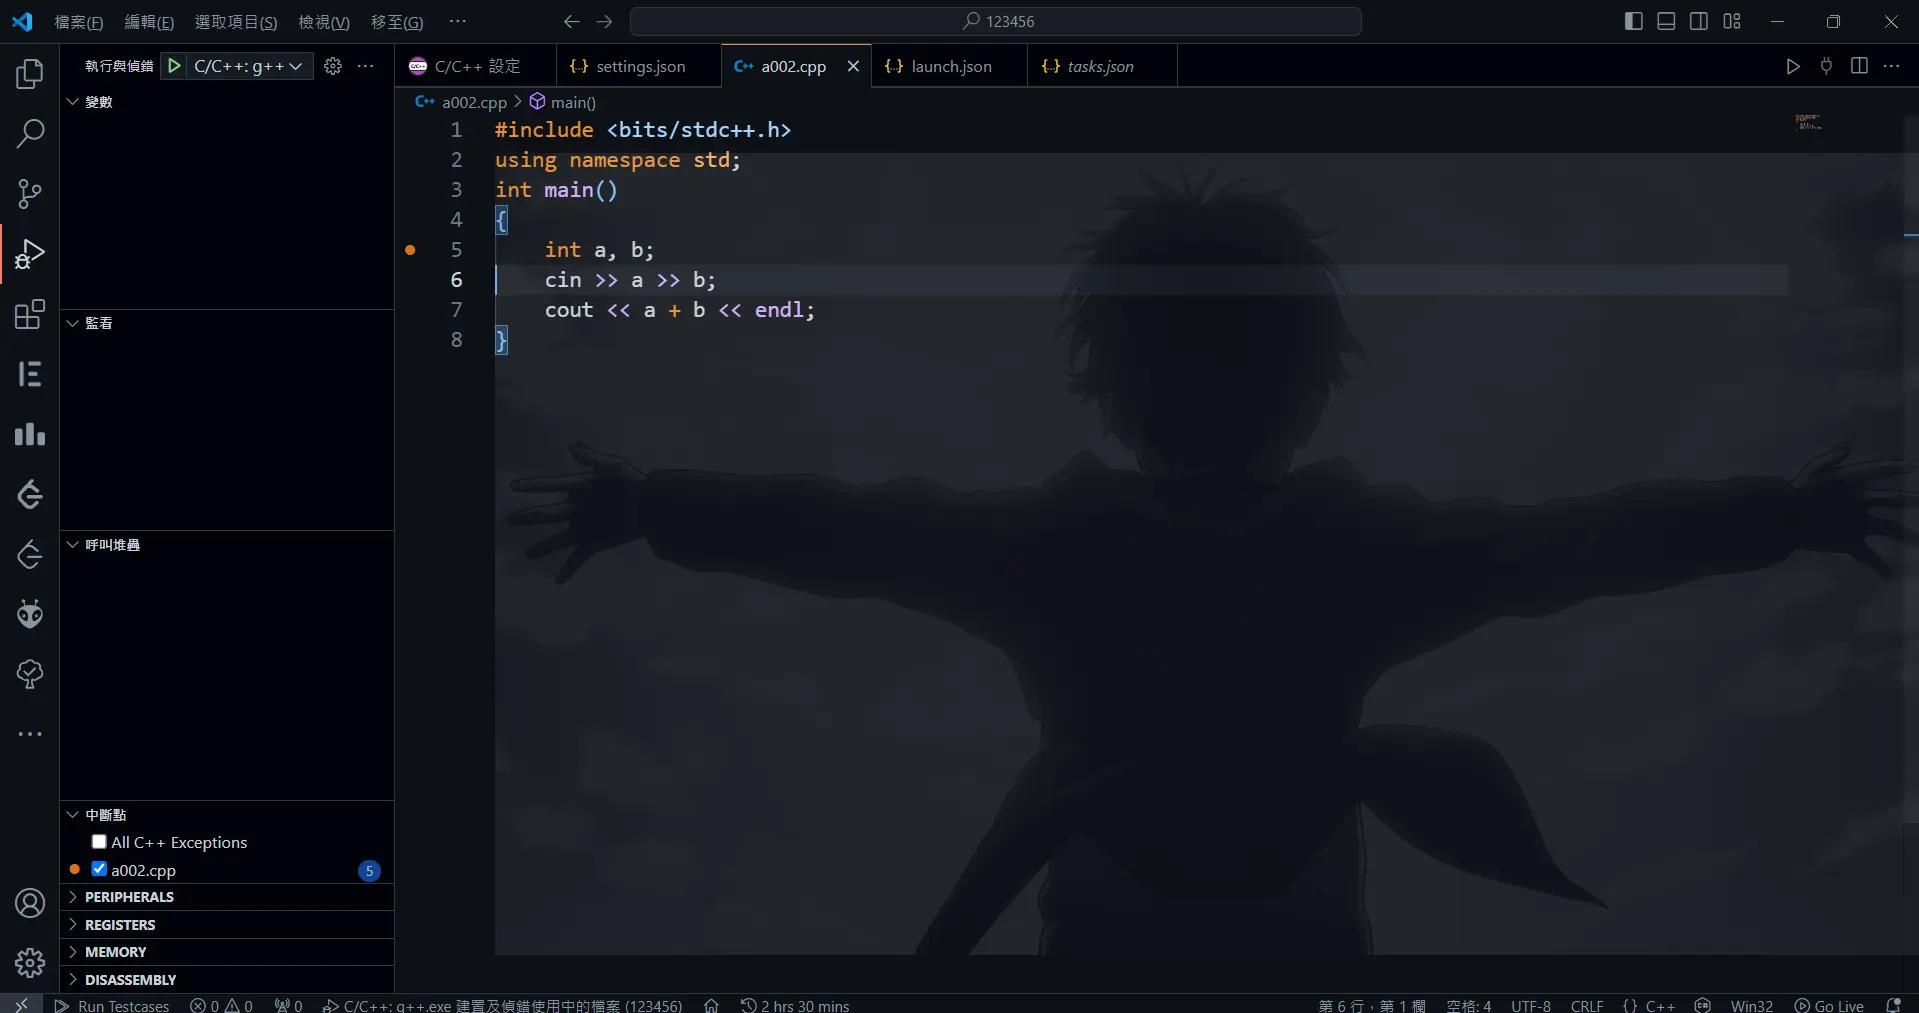 檔案(F) 編輯(E) 選取項目(S) 檢視(V) 移至(G) ··· 123456
執行與偵錯 C/C++: g++ ···
C/C++ 設定 settings.json a002.cpp launch.json tasks.json
a002.cpp > main()
變數
監看
呼叫堆疊
中斷點
All C++ Exceptions
a002.cpp 5
PERIPHERALS
REGISTERS
MEMORY
DISASSEMBLY
1 #include <bits/stdc++.h>
2 using namespace std;
3 int main()
4 {
5 int a, b;
6 cin >> a >> b;
7 cout << a + b << endl;
8 }
Run Testcases 0 0 0 C/C++: g++.exe 建置及偵錯使用中的檔案 (123456) 2 hrs 30 mins 第 6 行，第 1 欄 空格: 4 UTF-8 CRLF {} C++ Win32 Go Live